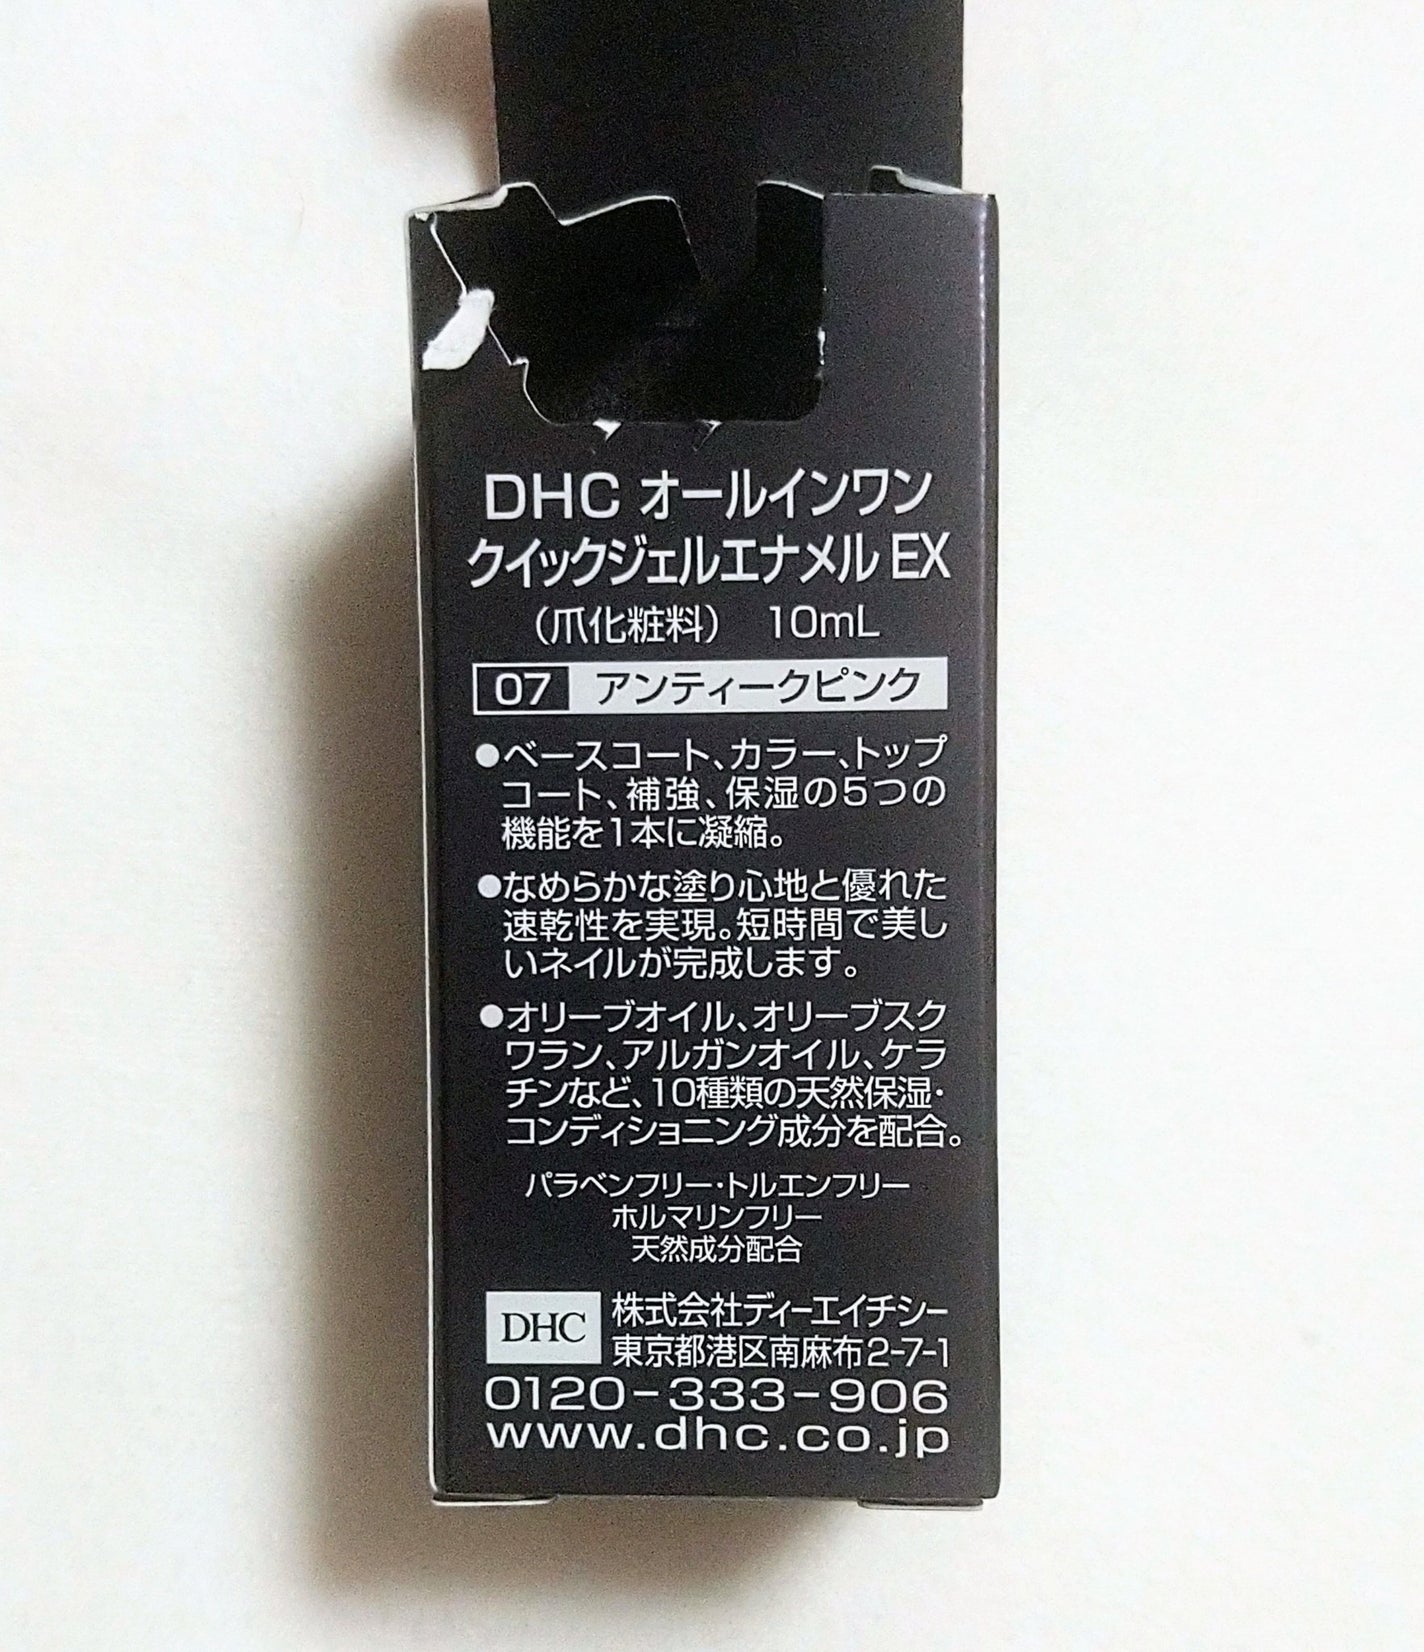 DHC オールインワン
クイックジェルエナメル EX
（爪化粧料） 10mL
07 アンティークピンク
●ベースコート、カラー、トップ
コート、補強、保湿の5つの
機能を1本に凝縮。
●なめらかな塗り心地と優れた
速乾性を実現。短時間で美し
いネイルが完成します。
●オリーブオイル、オリーブスク
ワラン、アルガンオイル、ケラ
チンなど、10種類の天然保湿・
コンディショニング成分を配合。
パラベンフリー・トルエンフリー
ホルマリンフリー
天然成分配合
DHC 株式会社ディーエイチシー
東京都港区南麻布2-7-1
0120-333-906
www.dhc.co.jp